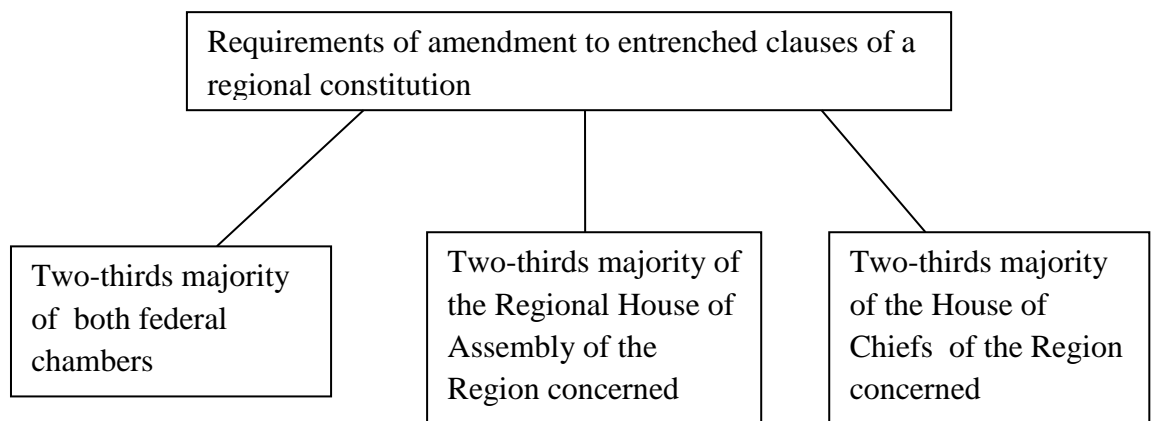 Requirements of amendment to entrenched clauses of a
regional constitution
Two-thirds majority
of both federal
chambers
Two-thirds majority of
the Regional House of
Assembly of the
Region concerned
Two-thirds majority
of the House of
Chiefs of the Region
concerned